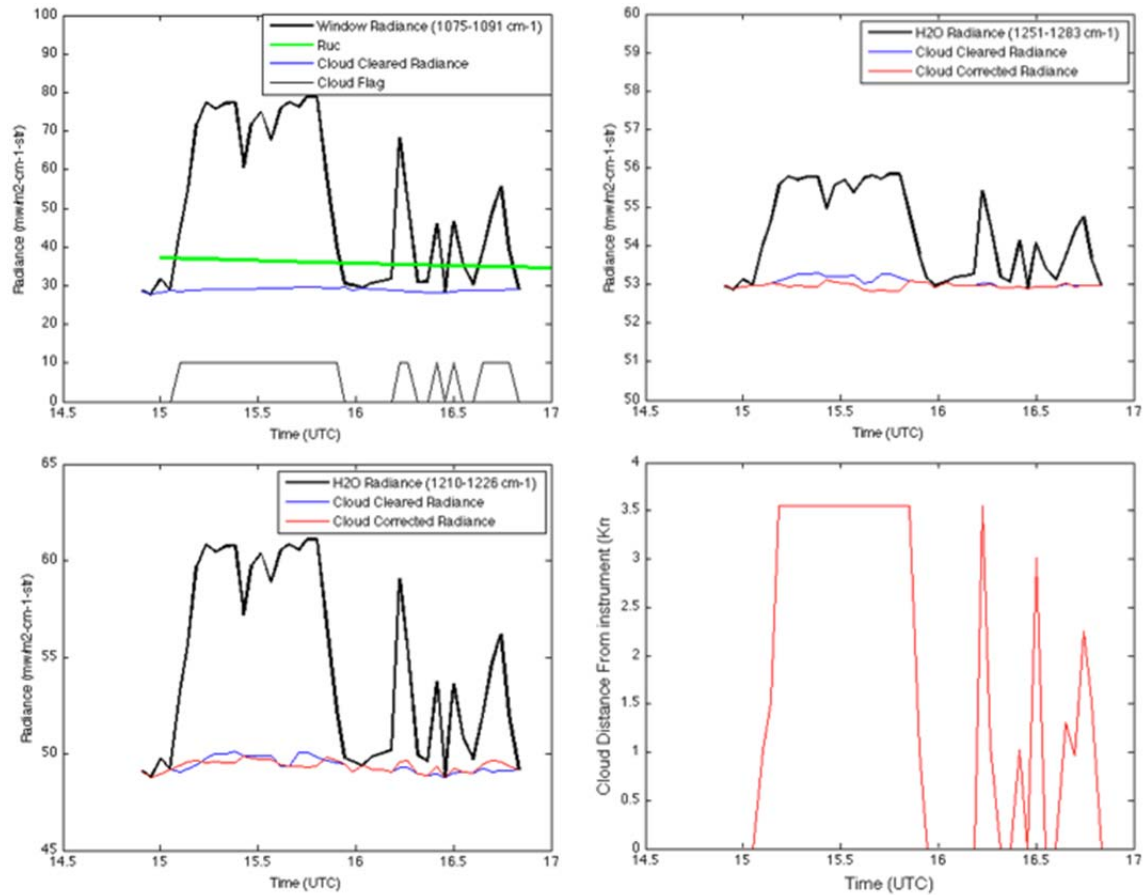 100
90
80
70
60
50
40
30
20
10
0
14.5 15 15.5 16 16.5 17
Time (UTC)
Radiance (mw/m2-cm-1-str)
Window Radiance (1075-1091 cm-1)
Ruc
Cloud Cleared Radiance
Cloud Flag
60
59
58
57
56
55
54
53
52
51
50
14.5 15 15.5 16 16.5 17
Time (UTC)
Radiance (mw/m2-cm-1-str)
H2O Radiance (1251-1283 cm-1)
Cloud Cleared Radiance
Cloud Corrected Radiance
65
60
55
50
45
14.5 15 15.5 16 16.5 17
Time (UTC)
Radiance (mw/m2-cm-1-str)
H2O Radiance (1210-1226 cm-1)
Cloud Cleared Radiance
Cloud Corrected Radiance
4
3.5
3
2.5
2
1.5
1
0.5
0
14.5 15 15.5 16 16.5 17
Time (UTC)
Cloud Distance From instrument (Km